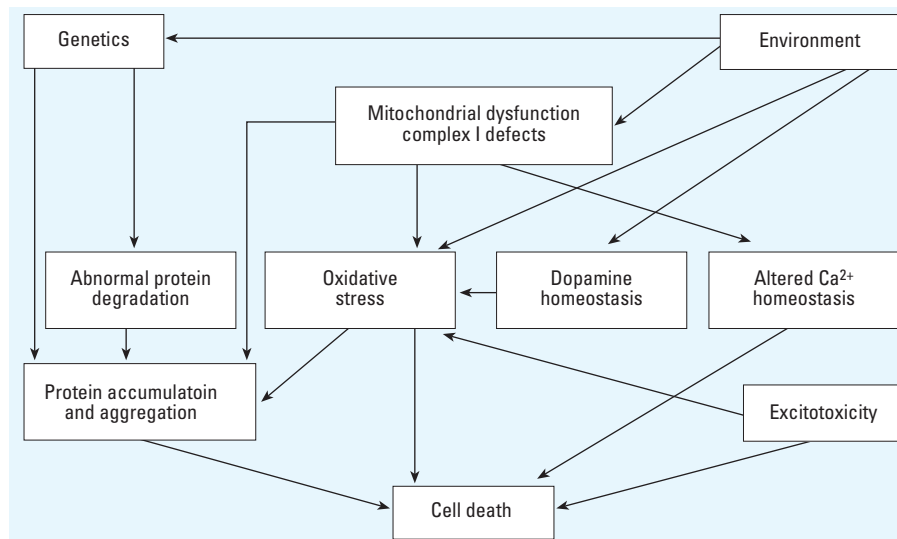 Genetics
Environment
Mitochondrial dysfunction
complex I defects
Abnormal protein
degradation
Oxidative
stress
Dopamine
homeostasis
Altered Ca²⁺
homeostasis
Protein accumulatoin
and aggregation
Excitotoxicity
Cell death